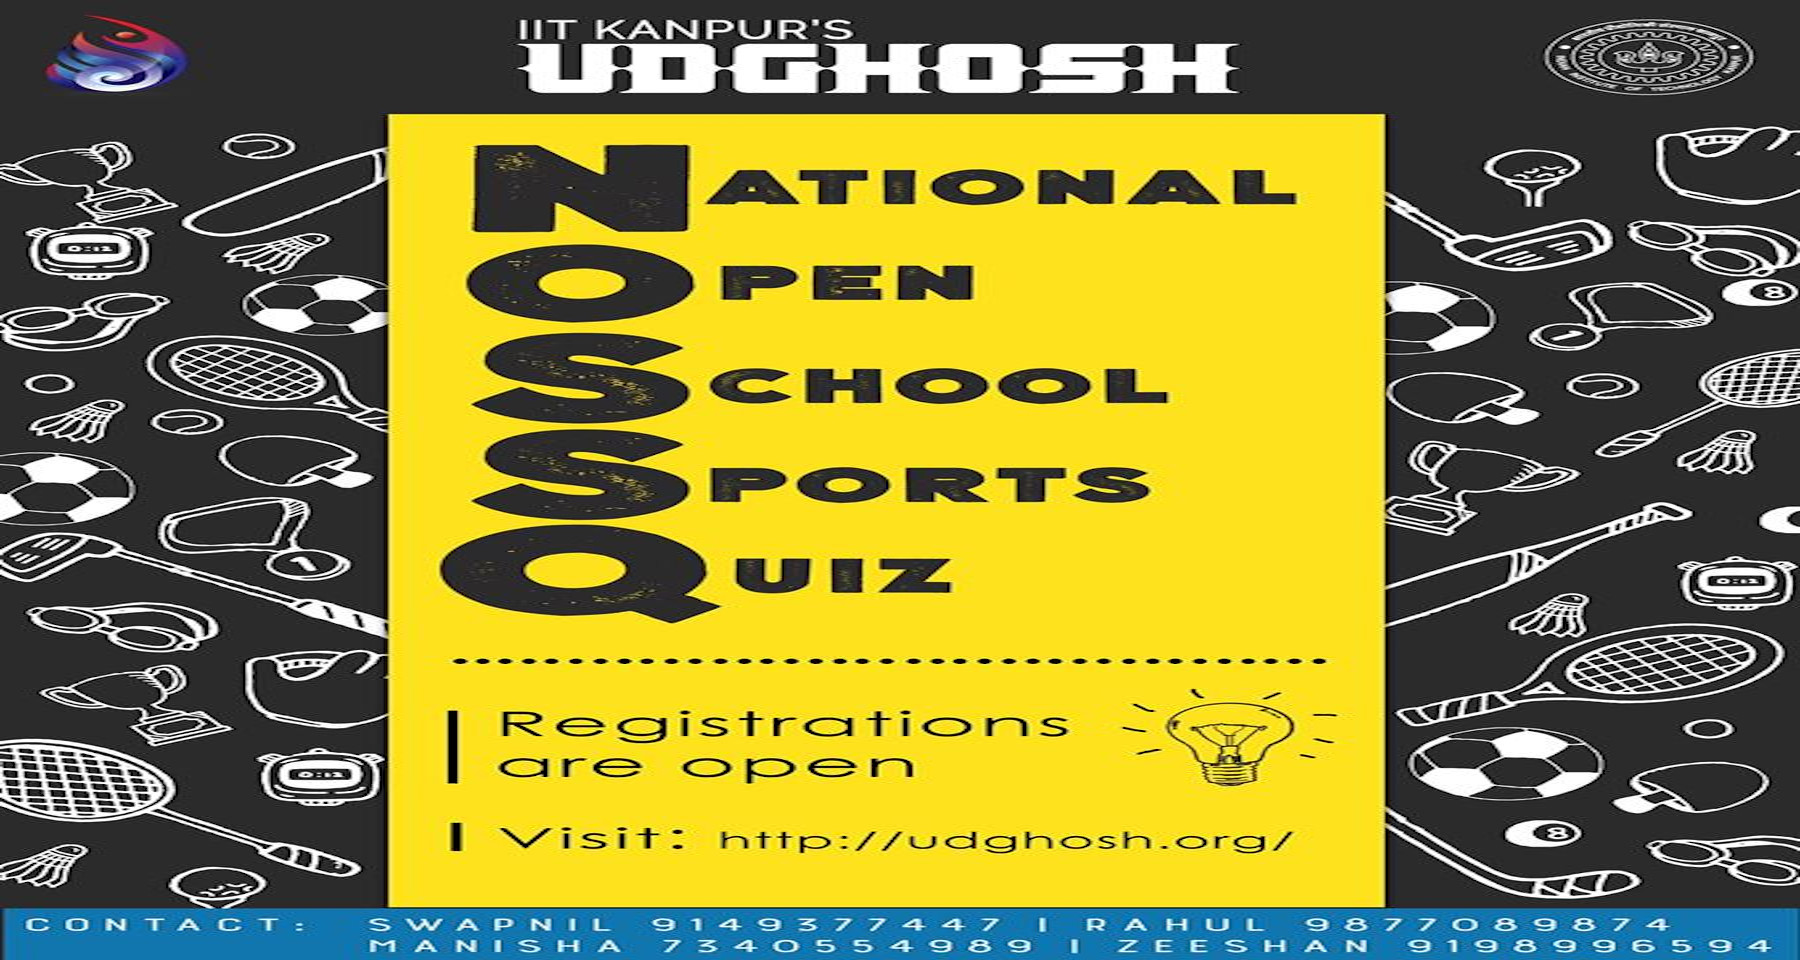 IIT KANPUR'S
UDGHOSH
NATIONAL
OPEN
SCHOOL
SPORTS
QUIZ
Registrations
are open
Visit: http://udghosh.org/
CONTACT: SWAPNIL 9149377447 | RAHUL 9877089874
MANISHA 7340554989 | ZEESHAN 9198996594